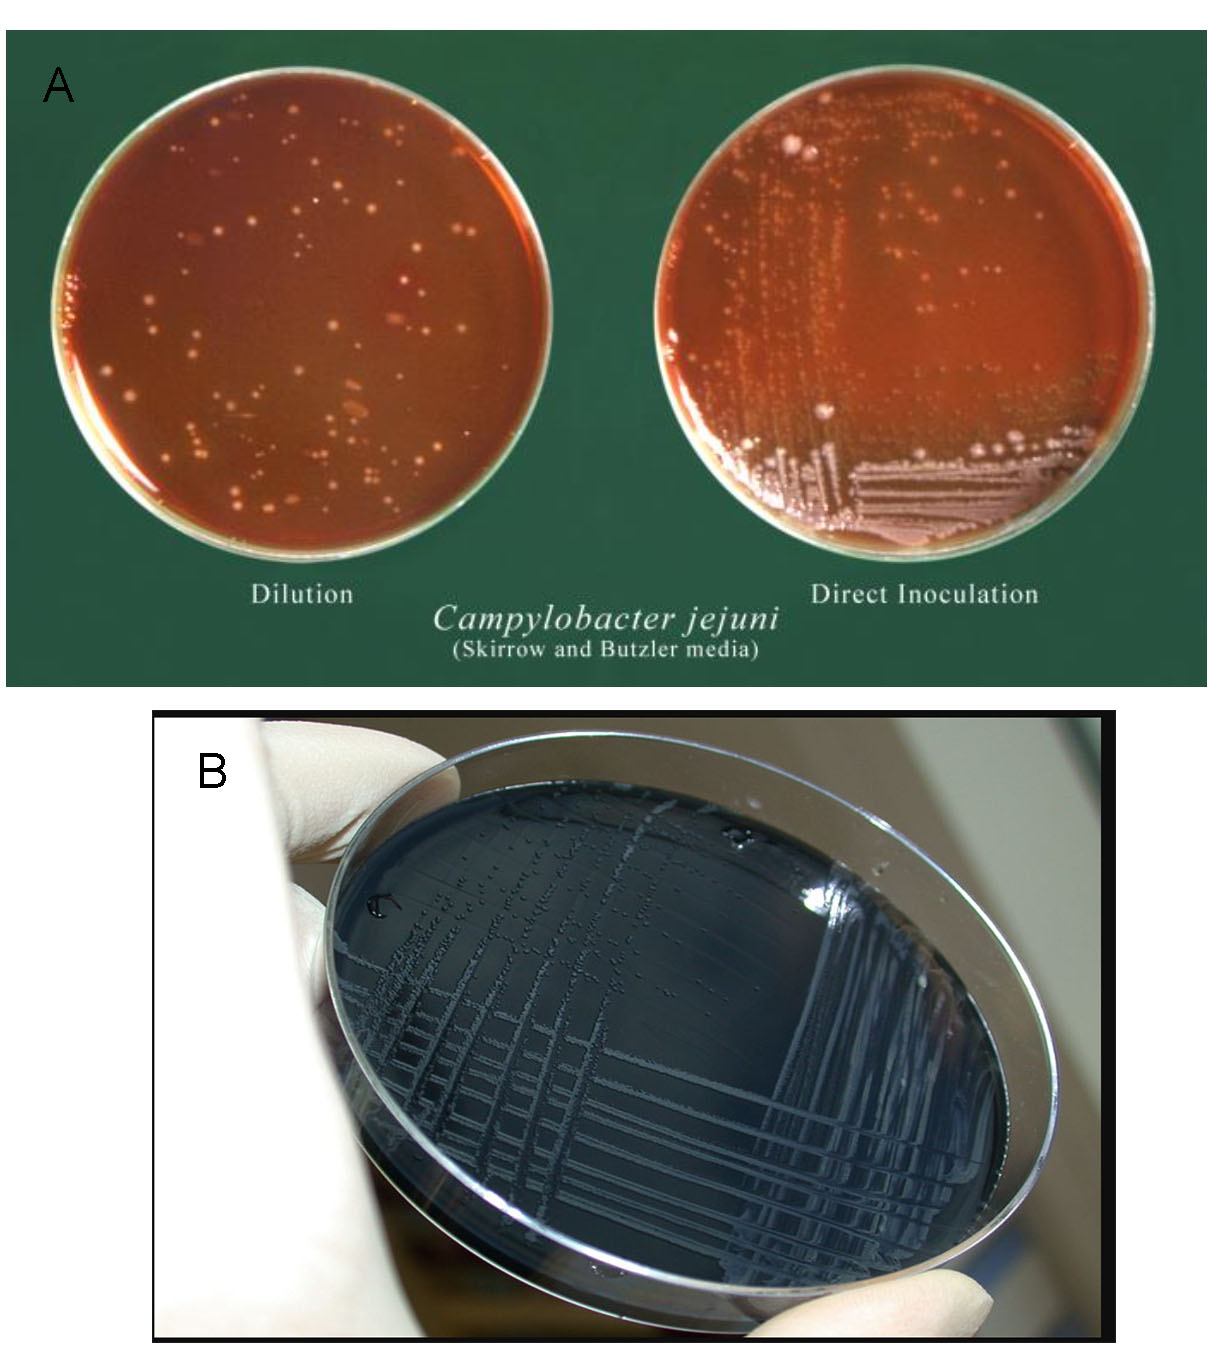 A
Dilution
Direct Inoculation
Campylobacter jejuni
(Skirrow and Butzler media)
B